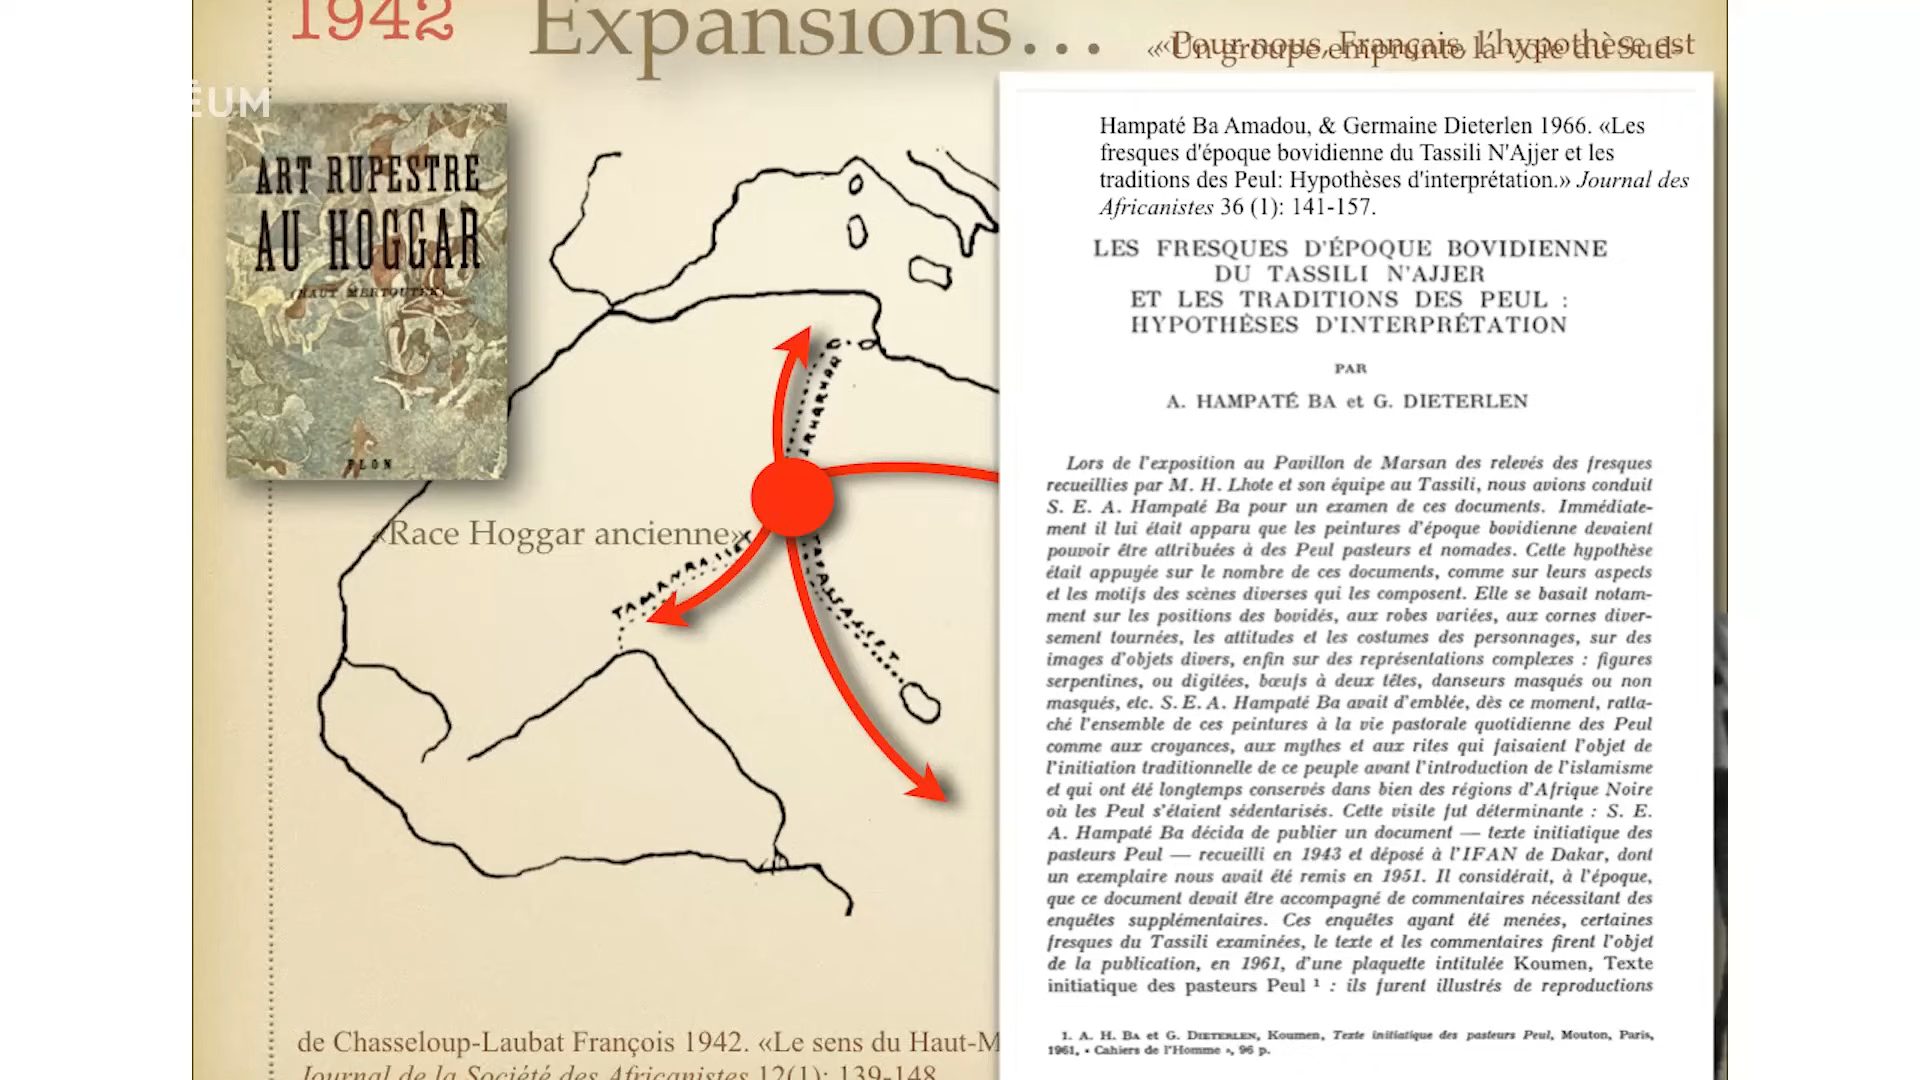 1942
Expansions…
ÉUM
ART RUPESTRE
AU HOGGAR
(HAUT MERTOUTEK)
PLON
IRHARHAR
«Race Hoggar ancienne»
TAFASSASSET
de Chasseloup-Laubat François 1942. «Le sens du Haut-M
Journal de la Société des Africanistes 12(1): 139-148.
«Pour nous, Français, l'hypothèse est
«Un groupe emprunte la voie du Sud-
Hampaté Ba Amadou, & Germaine Dieterlen 1966. «Les
fresques d'époque bovidienne du Tassili N'Ajjer et les
traditions des Peul: Hypothèses d'interprétation.» Journal des
Africanistes 36 (1): 141-157.
LES FRESQUES D'ÉPOQUE BOVIDIENNE
DU TASSILI N'AJJER
ET LES TRADITIONS DES PEUL :
HYPOTHÈSES D'INTERPRÉTATION
PAR
A. HAMPATÉ BA et G. DIETERLEN
Lors de l'exposition au Pavillon de Marsan des relevés des fresques
recueillies par M. H. Lhote et son équipe au Tassili, nous avions conduit
S. E. A. Hampaté Ba pour un examen de ces documents. Immédiate-
ment il lui était apparu que les peintures d'époque bovidienne devaient
pouvoir être attribuées à des Peul pasteurs et nomades. Cette hypothèse
était appuyée sur le nombre de ces documents, comme sur leurs aspects
et les motifs des scènes diverses qui les composent. Elle se basait notam-
ment sur les positions des bovidés, aux robes variées, aux cornes diver-
sement tournées, les attitudes et les costumes des personnages, sur des
images d'objets divers, enfin sur des représentations complexes : figures
serpentines, ou digitées, bœufs à deux têtes, danseurs masqués ou non
masqués, etc. S. E. A. Hampaté Ba avait d'emblée, dès ce moment, ratta-
ché l'ensemble de ces peintures à la vie pastorale quotidienne des Peul
comme aux croyances, aux mythes et aux rites qui faisaient l'objet de
l'initiation traditionnelle de ce peuple avant l'introduction de l'islamisme
et qui ont été longtemps conservés dans bien des régions d'Afrique Noire
où les Peul s'étaient sédentarisés. Cette visite fut déterminante : S. E.
A. Hampaté Ba décida de publier un document — texte initiatique des
pasteurs Peul — recueilli en 1943 et déposé à l'IFAN de Dakar, dont
un exemplaire nous avait été remis en 1951. Il considérait, à l'époque,
que ce document devait être accompagné de commentaires nécessitant des
enquêtes supplémentaires. Ces enquêtes ayant été menées, certaines
fresques du Tassili examinées, le texte et les commentaires firent l'objet
de la publication, en 1961, d'une plaquette intitulée Koumen, Texte
initiatique des pasteurs Peul ¹ : ils furent illustrés de reproductions
1. A. H. BA et G. DIETERLEN, Koumen, Texte initiatique des pasteurs Peul, Mouton, Paris,
1961, « Cahiers de l'Homme », 96 p.